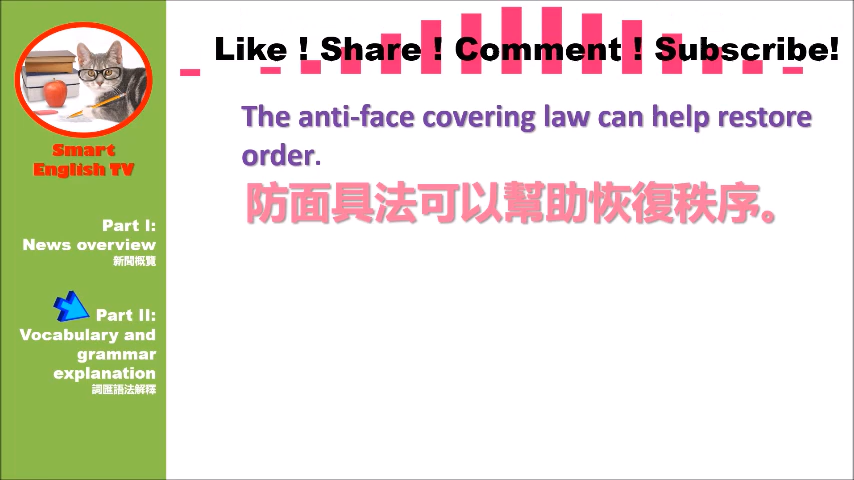 Like ! Share ! Comment ! Subscribe!
The anti-face covering law can help restore
order.
防面具法可以幫助恢復秩序。
Smart
English TV
Part I:
News overview
新聞概覽
Part II:
Vocabulary and
grammar
explanation
詞匯語法解釋